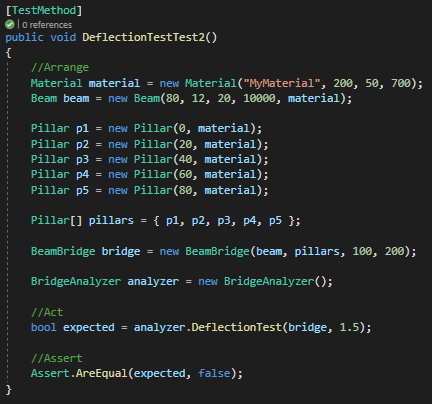 [TestMethod]
| 0 references
public void DeflectionTestTest2()
{
    //Arrange
    Material material = new Material("MyMaterial", 200, 50, 700);
    Beam beam = new Beam(80, 12, 20, 10000, material);

    Pillar p1 = new Pillar(0, material);
    Pillar p2 = new Pillar(20, material);
    Pillar p3 = new Pillar(40, material);
    Pillar p4 = new Pillar(60, material);
    Pillar p5 = new Pillar(80, material);

    Pillar[] pillars = { p1, p2, p3, p4, p5 };

    BeamBridge bridge = new BeamBridge(beam, pillars, 100, 200);

    BridgeAnalyzer analyzer = new BridgeAnalyzer();

    //Act
    bool expected = analyzer.DeflectionTest(bridge, 1.5);

    //Assert
    Assert.AreEqual(expected, false);
}